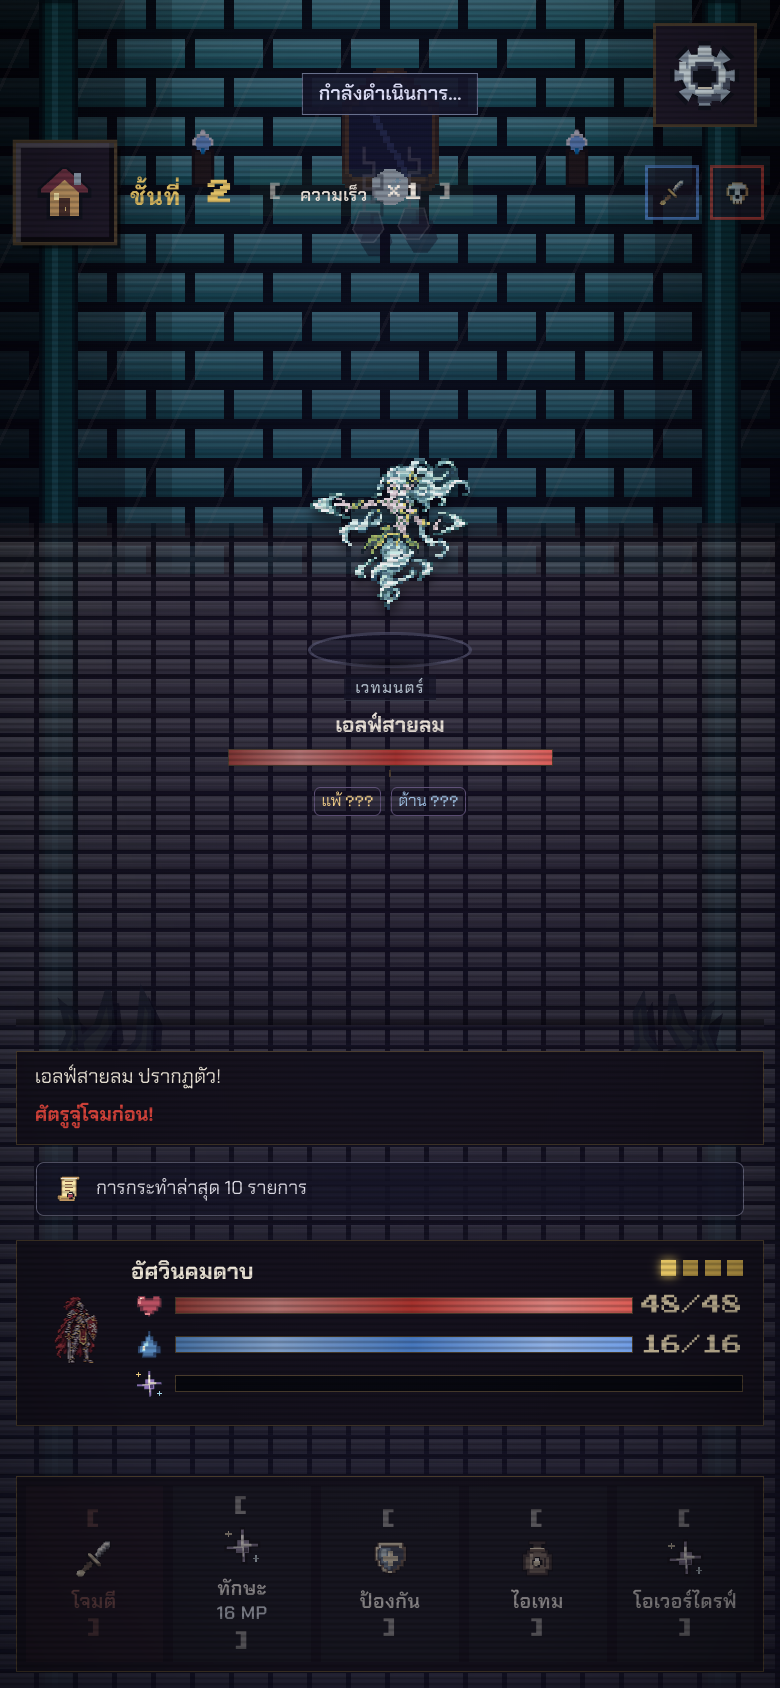 กำลังดำเนินการ...
ชั้นที่ 2 [ ความเร็ว ×1 ]
เวทมนตร์
เอลฟ์สายลม
แพ้ ??? ต้าน ???
เอลฟ์สายลม ปรากฏตัว!
ศัตรูจู่โจมก่อน!
การกระทำล่าสุด 10 รายการ
อัศวินคมดาบ
48/48
16/16
[ โจมตี ]
[ ทักษะ
16 MP ]
[ ป้องกัน ]
[ ไอเทม ]
[ โอเวอร์ไดรฟ์ ]